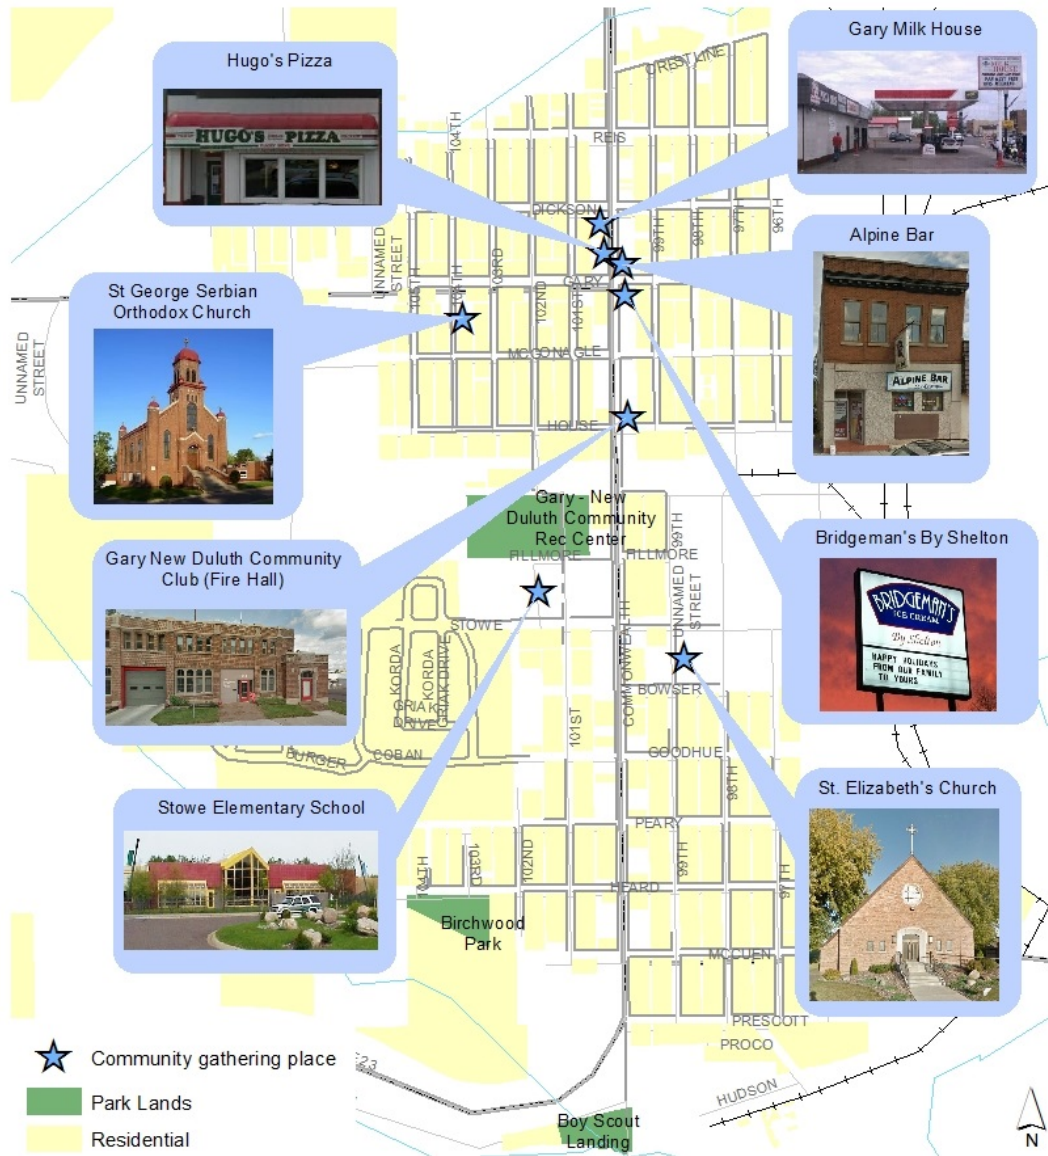 Gary Milk House
Hugo's Pizza
HUGO'S PIZZA
CRESTLINE
104TH
REIS
DICKSON
97TH
96TH
99TH
98TH
Alpine Bar
ALPINE BAR
UNNAMED
STREET
105TH
104TH
103RD
GARY
102ND
101ST
St George Serbian
Orthodox Church
UNNAMED
STREET
MCGONAGLE
HOUSE
Gary - New
Duluth Community
Rec Center
FILLMORE
FILLMORE
99TH
UNNAMED
STREET
Gary New Duluth Community
Club (Fire Hall)
Bridgeman's By Shelton
BRIDGEMAN'S
ICE CREAM
By Shelton
HAPPY HOLIDAYS
FROM OUR FAMILY
TO YOURS
STOWE
KORDA
KORDA
GRIAK DRIVE
GRIAK
DRIVE
COMMONWEALTH
BOWSER
101ST
GOODHUE
BURGER
COBAN
98TH
Stowe Elementary School
St. Elizabeth's Church
PEARY
104TH
103RD
102ND
99TH
97TH
HEARD
Birchwood
Park
MCCUEN
PRESCOTT
PROCO
HUDSON
Boy Scout
Landing
Community gathering place
Park Lands
Residential
N